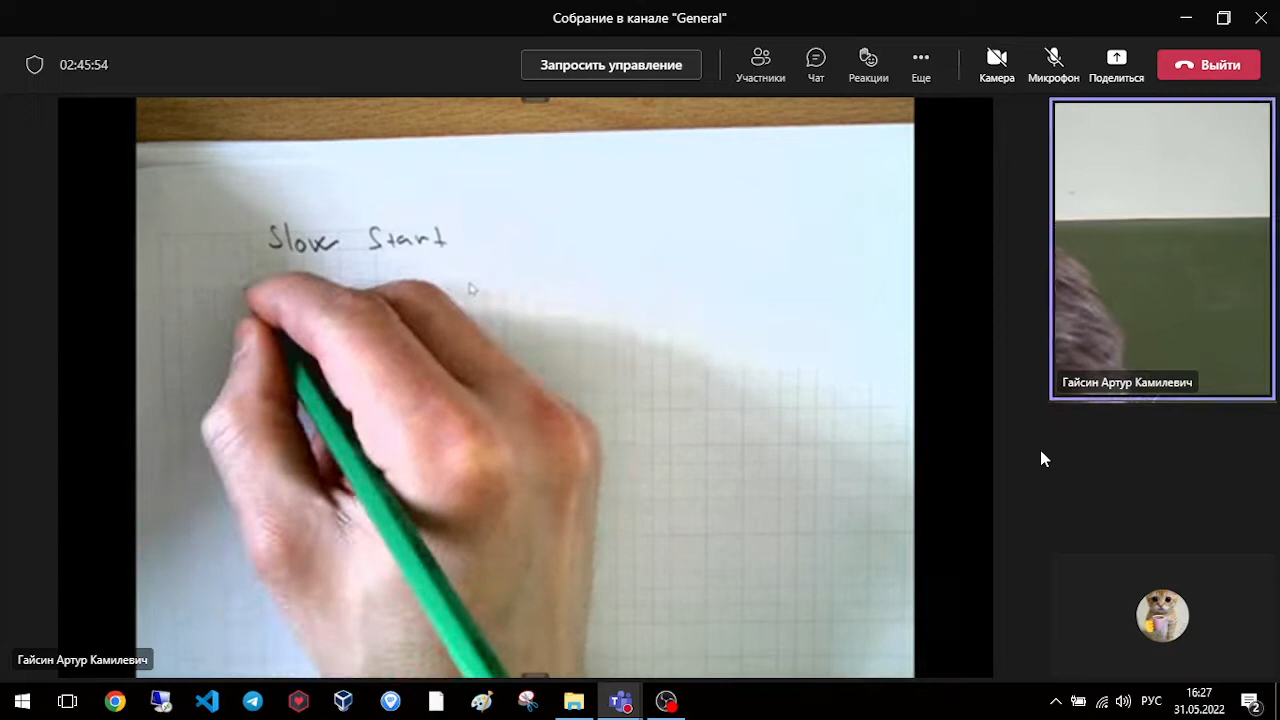 Собрание в канале "General"
02:45:54
Запросить управление
Участники
Чат
Реакции
Еще
Камера
Микрофон
Поделиться
Выйти
Slow Start
Гайсин Артур Камилевич
Гайсин Артур Камилевич
РУС
16:27
31.05.2022
2